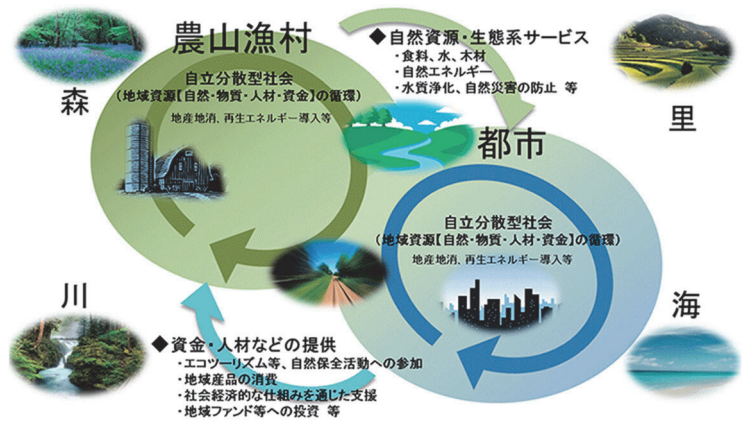 農山漁村
森
自立分散型社会
(地域資源【自然・物質・人材・資金】の循環)
地産地消、再生エネルギー導入等
◆自然資源・生態系サービス
・食料、水、木材
・自然エネルギー
・水質浄化、自然災害の防止 等
里
都市
自立分散型社会
(地域資源【自然・物質・人材・資金】の循環)
地産地消、再生エネルギー導入等
川
海
◆資金・人材などの提供
・エコツーリズム等、自然保全活動への参加
・地域産品の消費
・社会経済的な仕組みを通じた支援
・地域ファンド等への投資 等